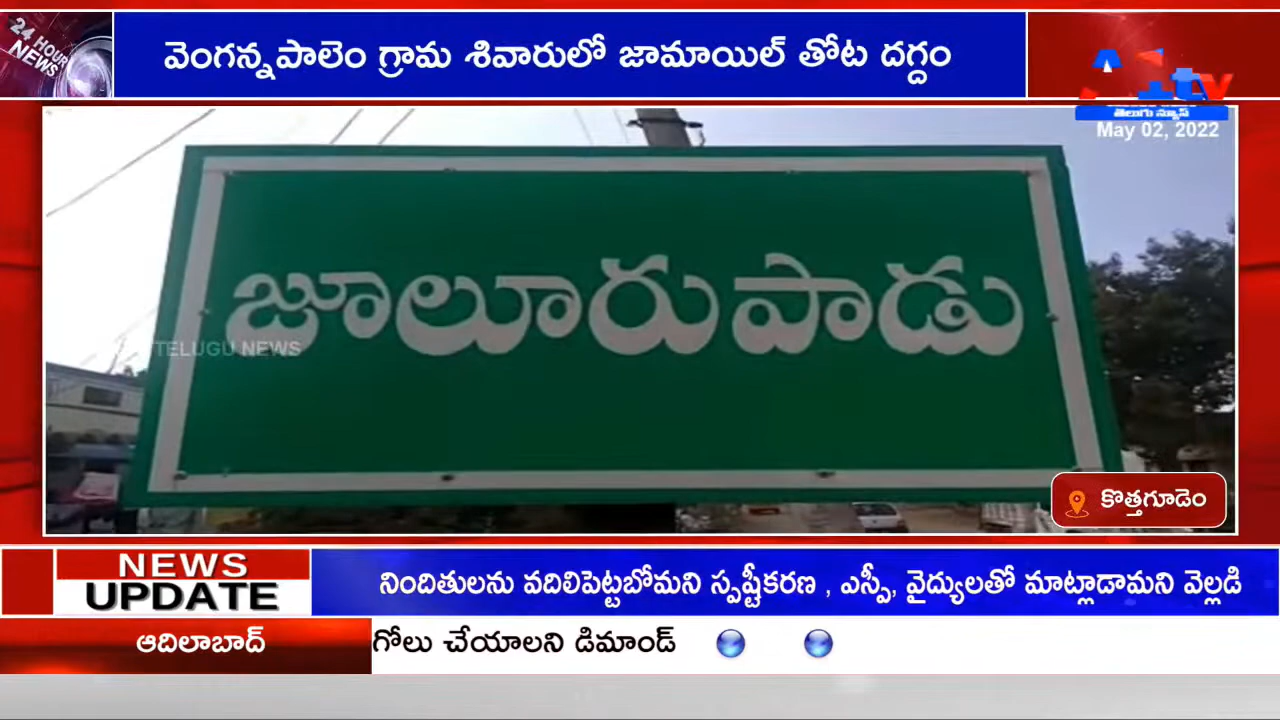 24 HOUR
NEWS
వెంగన్నపాలెం గ్రామ శివారులో జామాయిల్ తోట దగ్దం
tv
తెలుగు న్యూస్
May 02, 2022
జూలూరుపాడు
TELUGU NEWS
కొత్తగూడెం
NEWS
UPDATE
నిందితులను వదిలిపెట్టబోమని స్పష్టీకరణ , ఎస్పీ, వైద్యులతో మాట్లాడామని వెల్లడి
ఆదిలాబాద్
గోలు చేయాలని డిమాండ్